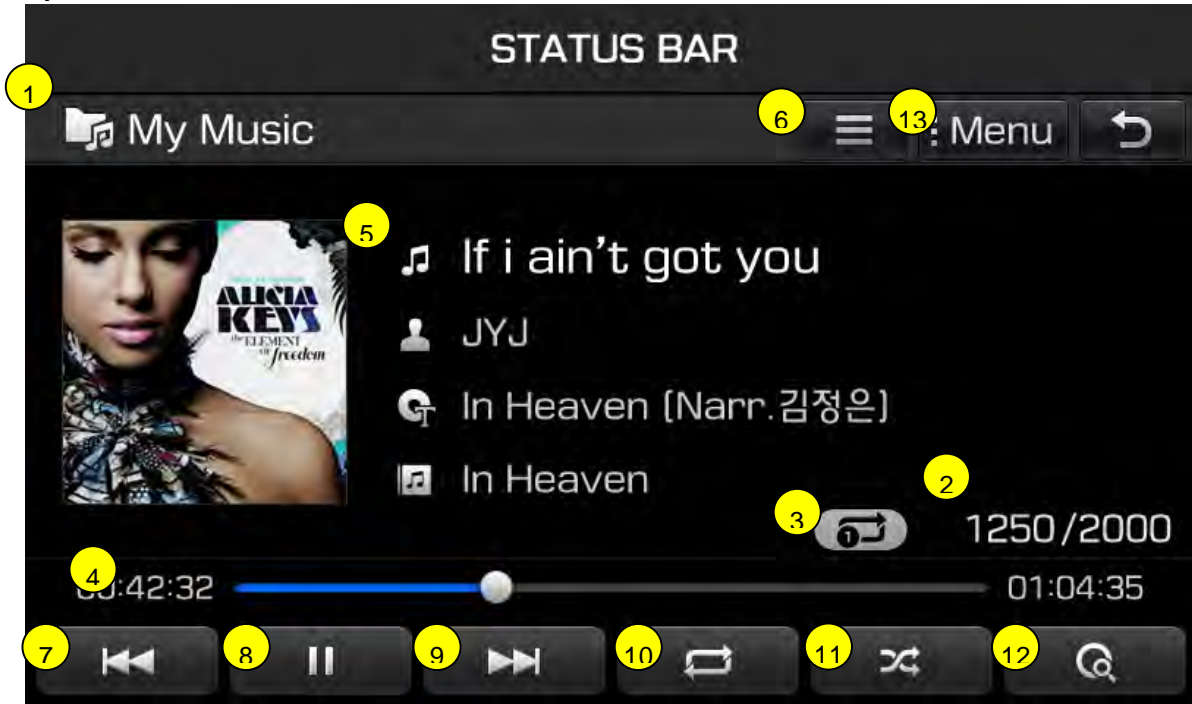 STATUS BAR
1
My Music
6
13
: Menu
5
If i ain't got you
ALICIA
KEYS
the ELEMENT
OF freedom
JYJ
In Heaven (Narr.김정은)
In Heaven
2
3
1
1250/2000
4
:42:32
01:04:35
7
8
9
10
11
12